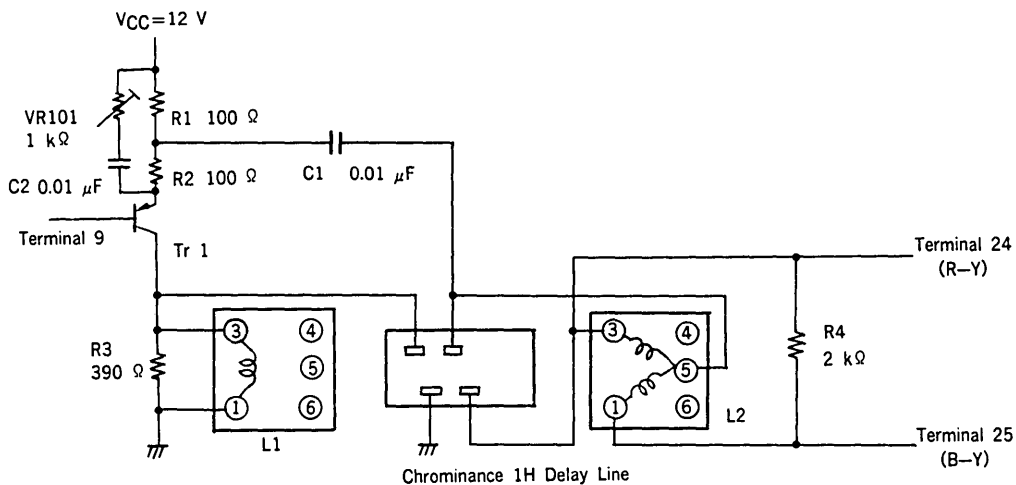 VCC=12 V
VR101
1 kΩ
R1 100 Ω
C2 0.01 μF
R2 100 Ω
C1 0.01 μF
Terminal 9
Tr 1
Terminal 24
(R−Y)
R3
390 Ω
3
4
5
1
6
L1
3
4
5
1
6
L2
R4
2 kΩ
Terminal 25
(B−Y)
Chrominance 1H Delay Line